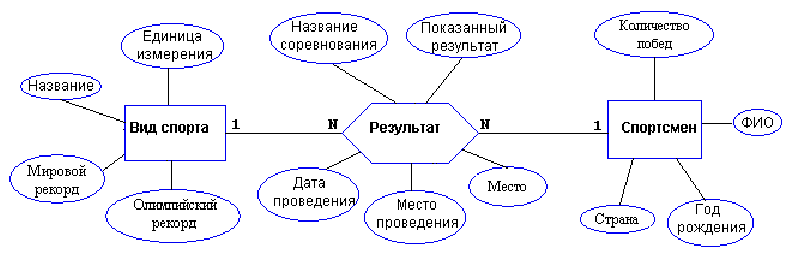 Единица
измерения
Название
Вид спорта
Мировой
рекорд
Олимпийский
рекорд
1
N
Название
соревнования
Показанный
результат
Результат
Дата
проведения
Место
проведения
Место
N
1
Количество
побед
Спортсмен
ФИО
Страна
Год
рождения